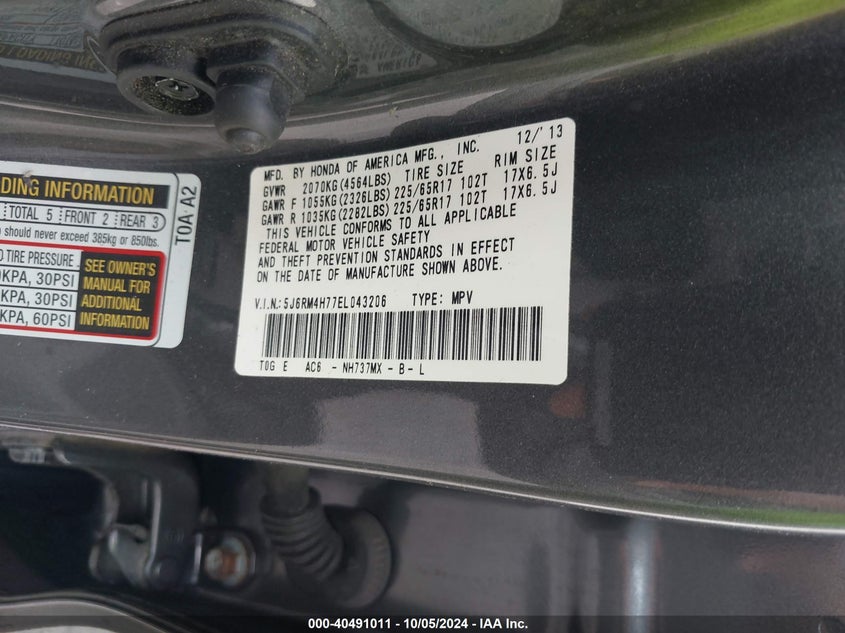 DING INFORMATION
TOTAL 5 FRONT 2 REAR 3
should never exceed 385kg or 850lbs.
TIRE PRESSURE
KPA, 30PSI
KPA, 30PSI
KPA, 60PSI
SEE OWNER'S
MANUAL FOR
ADDITIONAL
INFORMATION
T0A A2
MFD. BY HONDA OF AMERICA MFG., INC. 12/'13
GVWR 2070KG(4564LBS) TIRE SIZE RIM SIZE
GAWR F 1055KG(2326LBS) 225/65R17 102T 17X6.5J
GAWR R 1035KG(2282LBS) 225/65R17 102T 17X6.5J
THIS VEHICLE CONFORMS TO ALL APPLICABLE
FEDERAL MOTOR VEHICLE SAFETY
AND THEFT PREVENTION STANDARDS IN EFFECT
ON THE DATE OF MANUFACTURE SHOWN ABOVE.
V.I.N.:5J6RM4H77EL043206 TYPE: MPV
T0G E AC6 - NH737MX - B - L
000-40491011 - 10/05/2024 - IAA Inc.